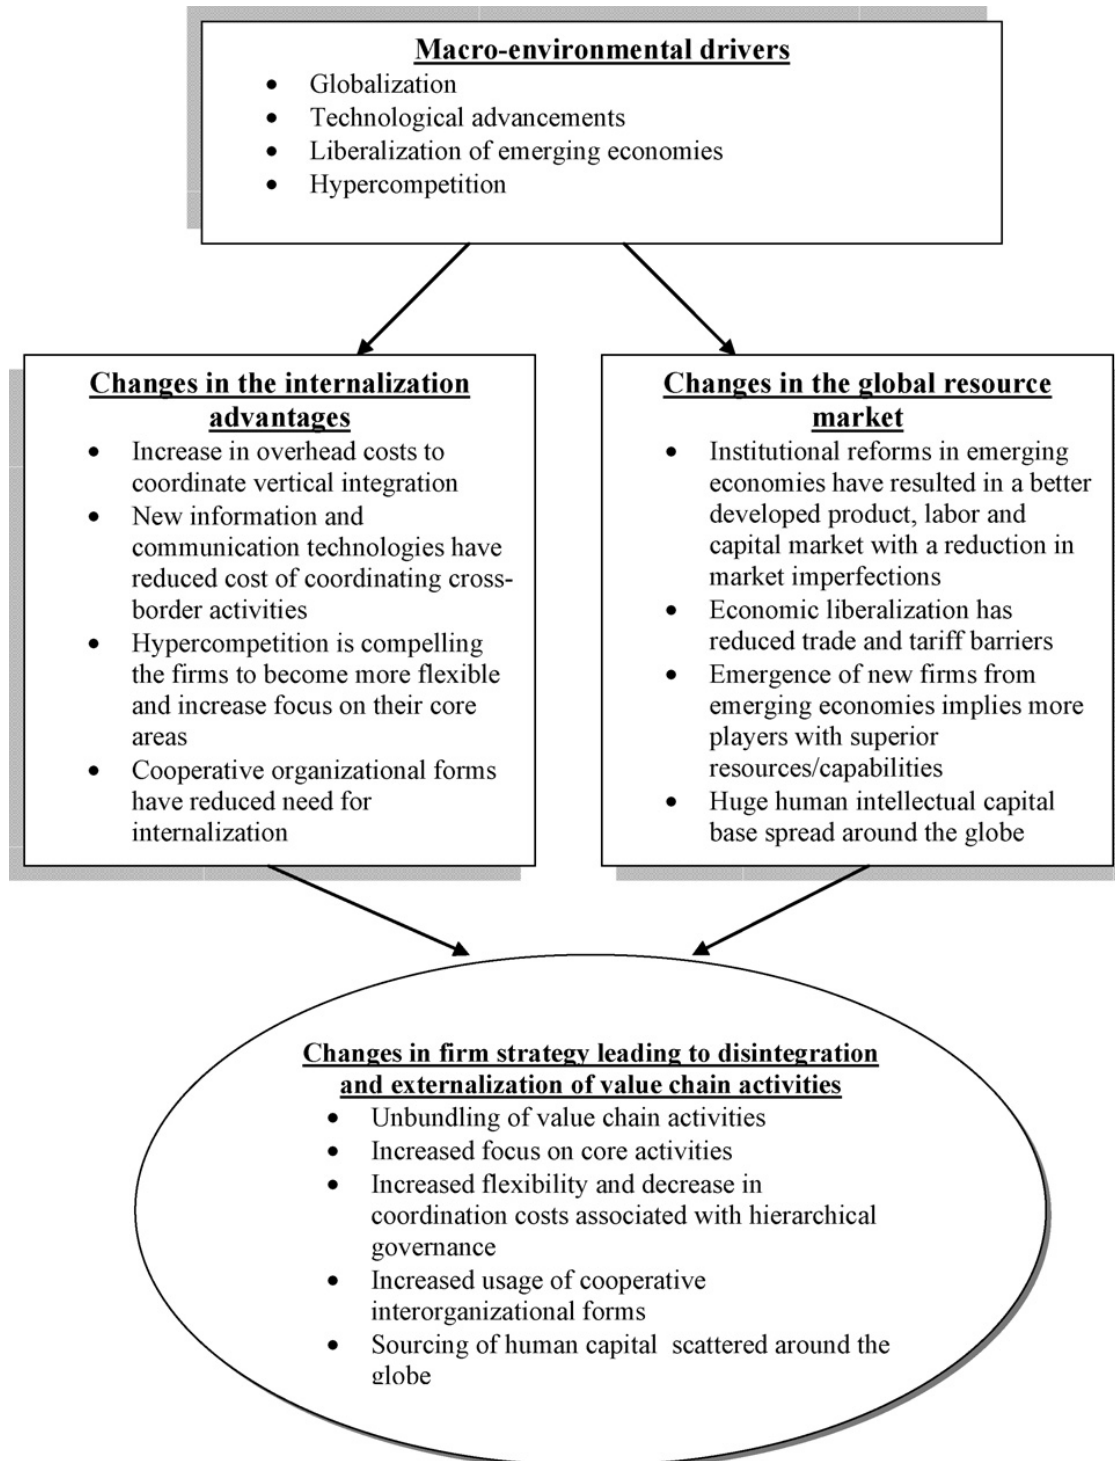 Macro-environmental drivers
• Globalization
• Technological advancements
• Liberalization of emerging economies
• Hypercompetition
Changes in the internalization
advantages
• Increase in overhead costs to
coordinate vertical integration
• New information and
communication technologies have
reduced cost of coordinating cross-
border activities
• Hypercompetition is compelling
the firms to become more flexible
and increase focus on their core
areas
• Cooperative organizational forms
have reduced need for
internalization
Changes in the global resource
market
• Institutional reforms in emerging
economies have resulted in a better
developed product, labor and
capital market with a reduction in
market imperfections
• Economic liberalization has
reduced trade and tariff barriers
• Emergence of new firms from
emerging economies implies more
players with superior
resources/capabilities
• Huge human intellectual capital
base spread around the globe
Changes in firm strategy leading to disintegration
and externalization of value chain activities
• Unbundling of value chain activities
• Increased focus on core activities
• Increased flexibility and decrease in
coordination costs associated with hierarchical
governance
• Increased usage of cooperative
interorganizational forms
• Sourcing of human capital  scattered around the
globe